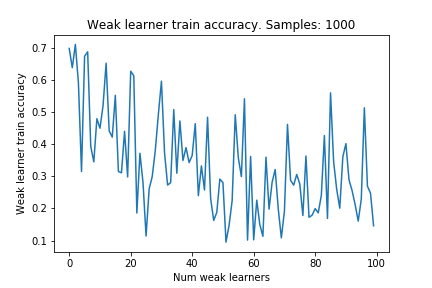 Weak learner train accuracy. Samples: 1000
Weak learner train accuracy
0.7
0.6
0.5
0.4
0.3
0.2
0.1
0 20 40 60 80 100
Num weak learners